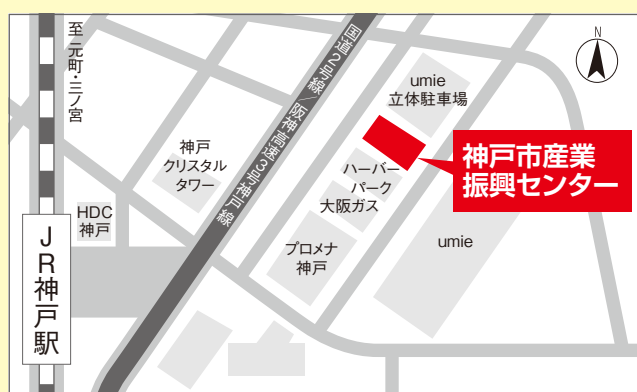 至 元町・三ノ宮
国道2号線／阪神高速3号神戸線
N
umie
立体駐車場
神戸
クリスタル
タワー
ハーバー
パーク
大阪ガス
神戸市産業
振興センター
HDC
神戸
プロメナ
神戸
umie
JR神戸駅